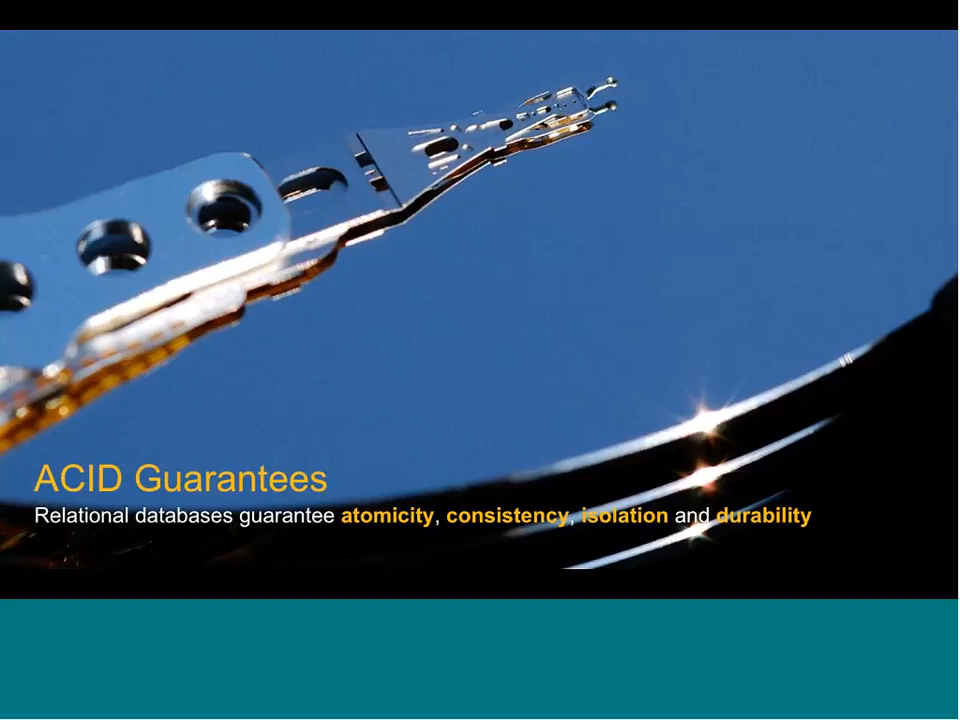 ACID Guarantees
Relational databases guarantee atomicity, consistency, isolation and durability